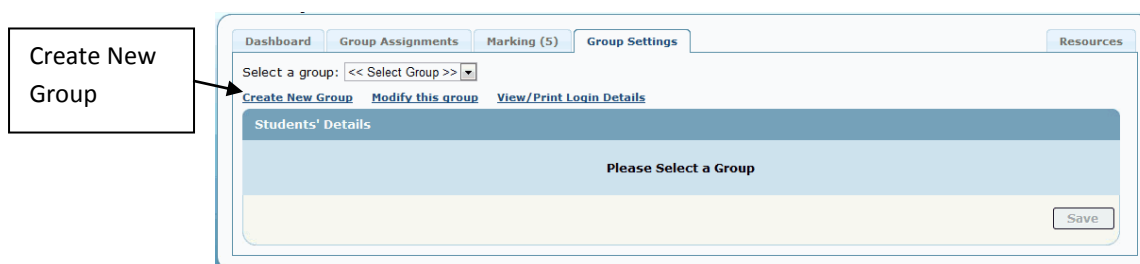 Create New
Group
Dashboard Group Assignments Marking (5) Group Settings Resources
Select a group: << Select Group >>
Create New Group Modify this group View/Print Login Details
Students' Details
Please Select a Group
Save